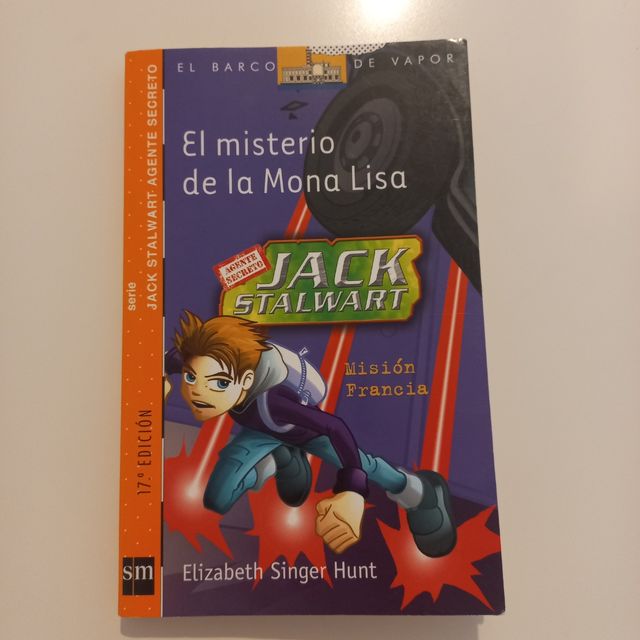 EL BARCO DE VAPOR
El misterio
de la Mona Lisa
AGENTE
SECRETO
JACK
STALWART
Misión
Francia
Elizabeth Singer Hunt
serie
JACK STALWART AGENTE SECRETO
17.ª EDICIÓN
sm